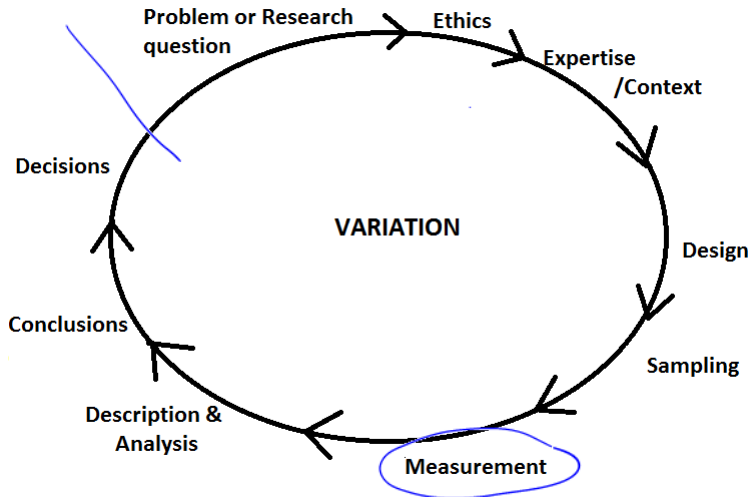 Problem or Research
question
Ethics
Expertise
/Context
Design
Sampling
Measurement
Description &
Analysis
Conclusions
Decisions
VARIATION